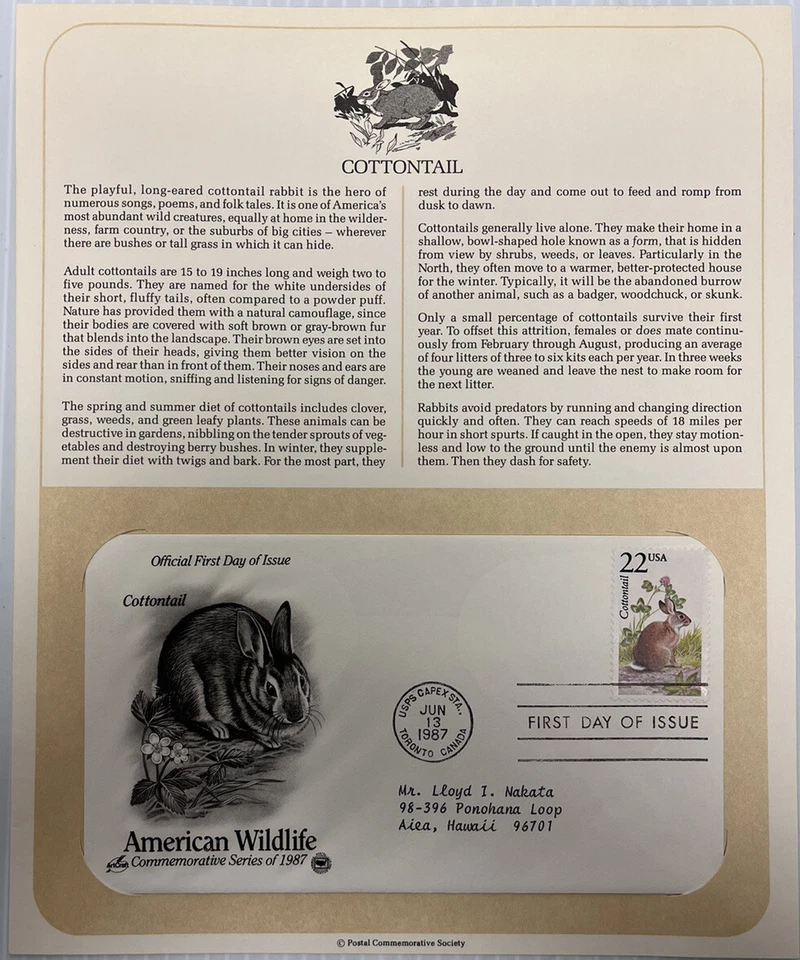 COTTONTAIL
The playful, long-eared cottontail rabbit is the hero of
numerous songs, poems, and folk tales. It is one of America's
most abundant wild creatures, equally at home in the wilder-
ness, farm country, or the suburbs of big cities – wherever
there are bushes or tall grass in which it can hide.
Adult cottontails are 15 to 19 inches long and weigh two to
five pounds. They are named for the white undersides of
their short, fluffy tails, often compared to a powder puff.
Nature has provided them with a natural camouflage, since
their bodies are covered with soft brown or gray-brown fur
that blends into the landscape. Their brown eyes are set into
the sides of their heads, giving them better vision on the
sides and rear than in front of them. Their noses and ears are
in constant motion, sniffing and listening for signs of danger.
The spring and summer diet of cottontails includes clover,
grass, weeds, and green leafy plants. These animals can be
destructive in gardens, nibbling on the tender sprouts of veg-
etables and destroying berry bushes. In winter, they supple-
ment their diet with twigs and bark. For the most part, they
rest during the day and come out to feed and romp from
dusk to dawn.
Cottontails generally live alone. They make their home in a
shallow, bowl-shaped hole known as a form, that is hidden
from view by shrubs, weeds, or leaves. Particularly in the
North, they often move to a warmer, better-protected house
for the winter. Typically, it will be the abandoned burrow
of another animal, such as a badger, woodchuck, or skunk.
Only a small percentage of cottontails survive their first
year. To offset this attrition, females or does mate continu-
ously from February through August, producing an average
of four litters of three to six kits each per year. In three weeks
the young are weaned and leave the nest to make room for
the next litter.
Rabbits avoid predators by running and changing direction
quickly and often. They can reach speeds of 18 miles per
hour in short spurts. If caught in the open, they stay motion-
less and low to the ground until the enemy is almost upon
them. Then they dash for safety.
Official First Day of Issue
Cottontail
22 USA
Cottontail
USPS CAPEX STA.,
JUN
13
1987
TORONTO CANADA
FIRST DAY OF ISSUE
Mr. Lloyd I. Nakata
98-396 Ponohana Loop
Aiea, Hawaii 96701
American Wildlife
Commemorative Series of 1987
© Postal Commemorative Society